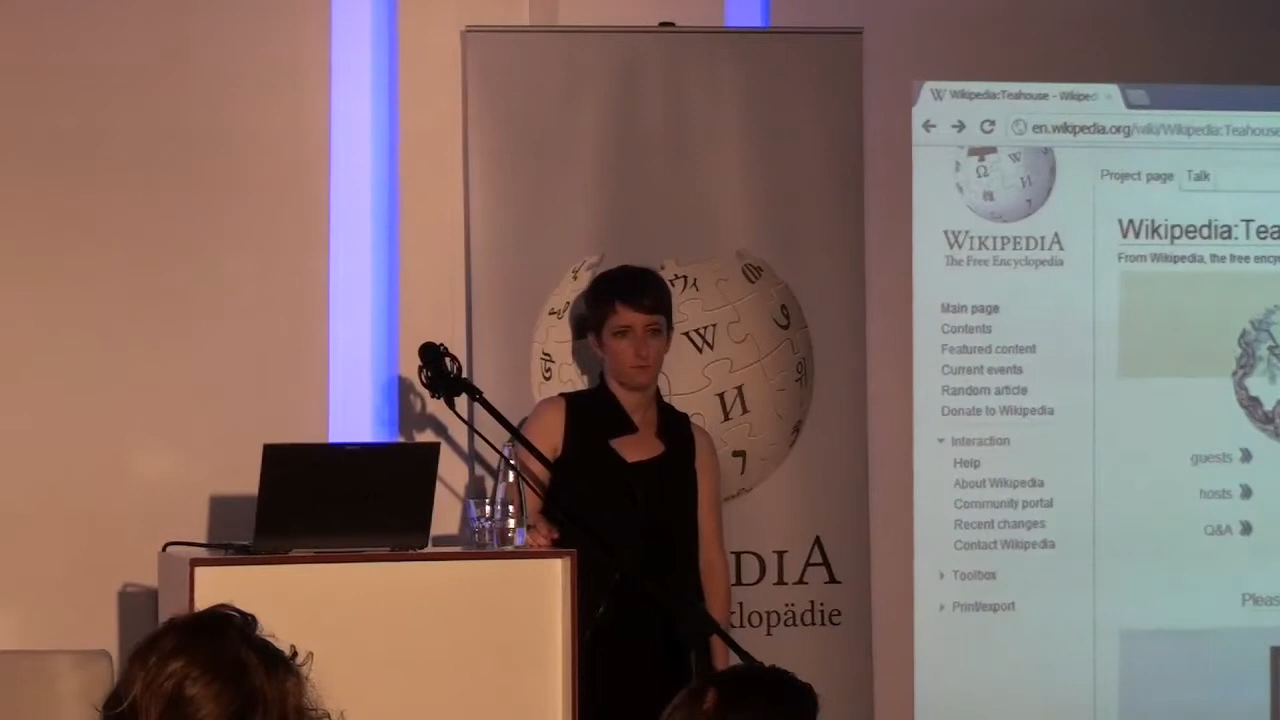 DIA
klopädie
Wikipedia:Teahouse - Wikiped
en.wikipedia.org/wiki/Wikipedia:Teahouse
Project page
Talk
WIKIPEDIA
The Free Encyclopedia
Wikipedia:Tea
From Wikipedia, the free ency
Main page
Contents
Featured content
Current events
Random article
Donate to Wikipedia
Interaction
Help
About Wikipedia
Community portal
Recent changes
Contact Wikipedia
Toolbox
Print/export
guests
hosts
Q&A
Pleas